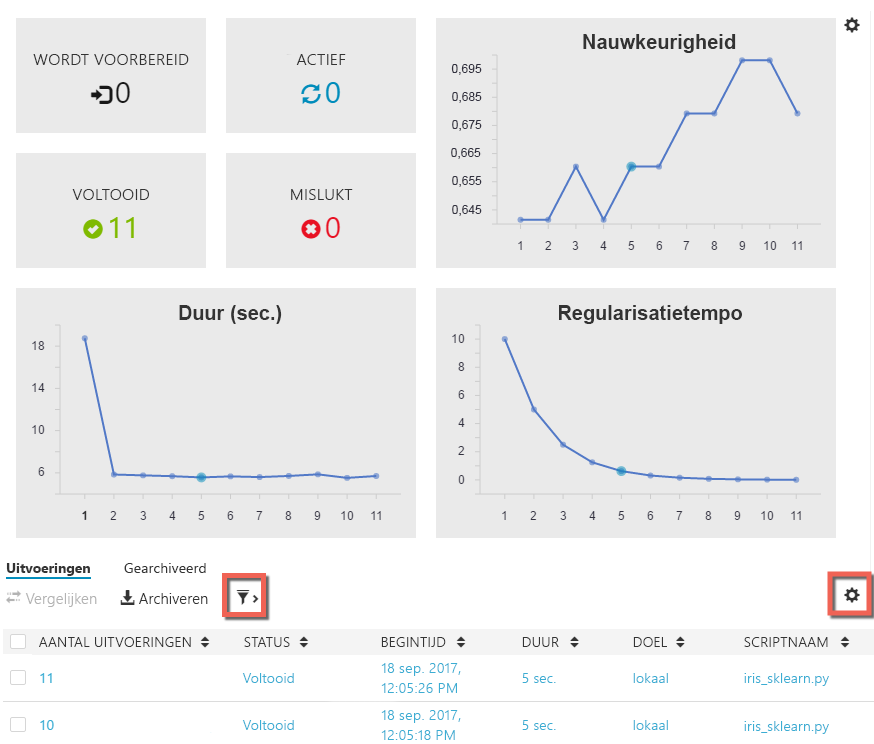 WORDT VOORBEREID
0
ACTIEF
0
VOLTOOID
11
MISLUKT
0
Nauwkeurigheid
0,695
0,685
0,675
0,665
0,655
0,645
1 2 3 4 5 6 7 8 9 10 11
Duur (sec.)
18
14
10
6
1 2 3 4 5 6 7 8 9 10 11
Regularisatietempo
10
8
6
4
2
0
1 2 3 4 5 6 7 8 9 10 11
Uitvoeringen Gearchiveerd
Vergelijken Archiveren
AANTAL UITVOERINGEN STATUS BEGINTIJD DUUR DOEL SCRIPTNAAM
11 Voltooid 18 sep. 2017, 5 sec. lokaal iris_sklearn.py
12:05:26 PM
10 Voltooid 18 sep. 2017, 5 sec. lokaal iris_sklearn.py
12:05:18 PM